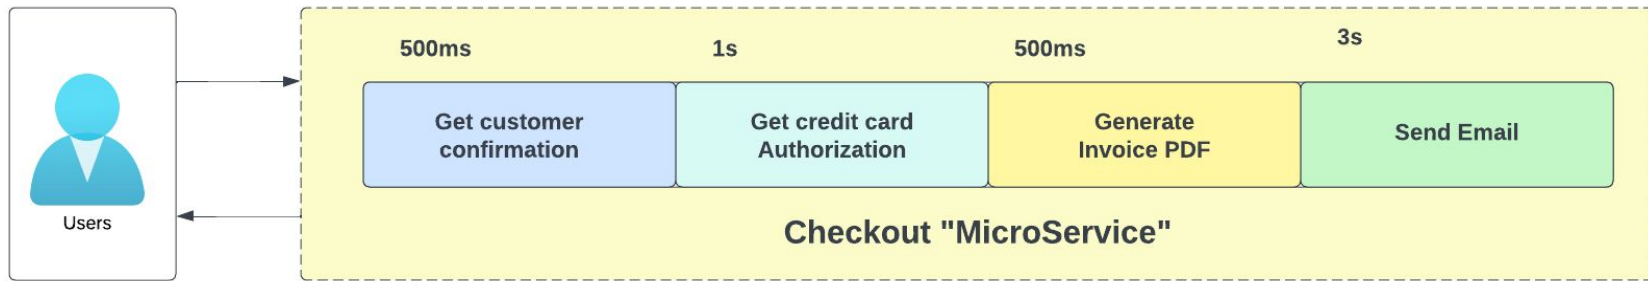 500ms
1s
500ms
3s
Get customer
confirmation
Get credit card
Authorization
Generate
Invoice PDF
Send Email
Users
Checkout "MicroService"